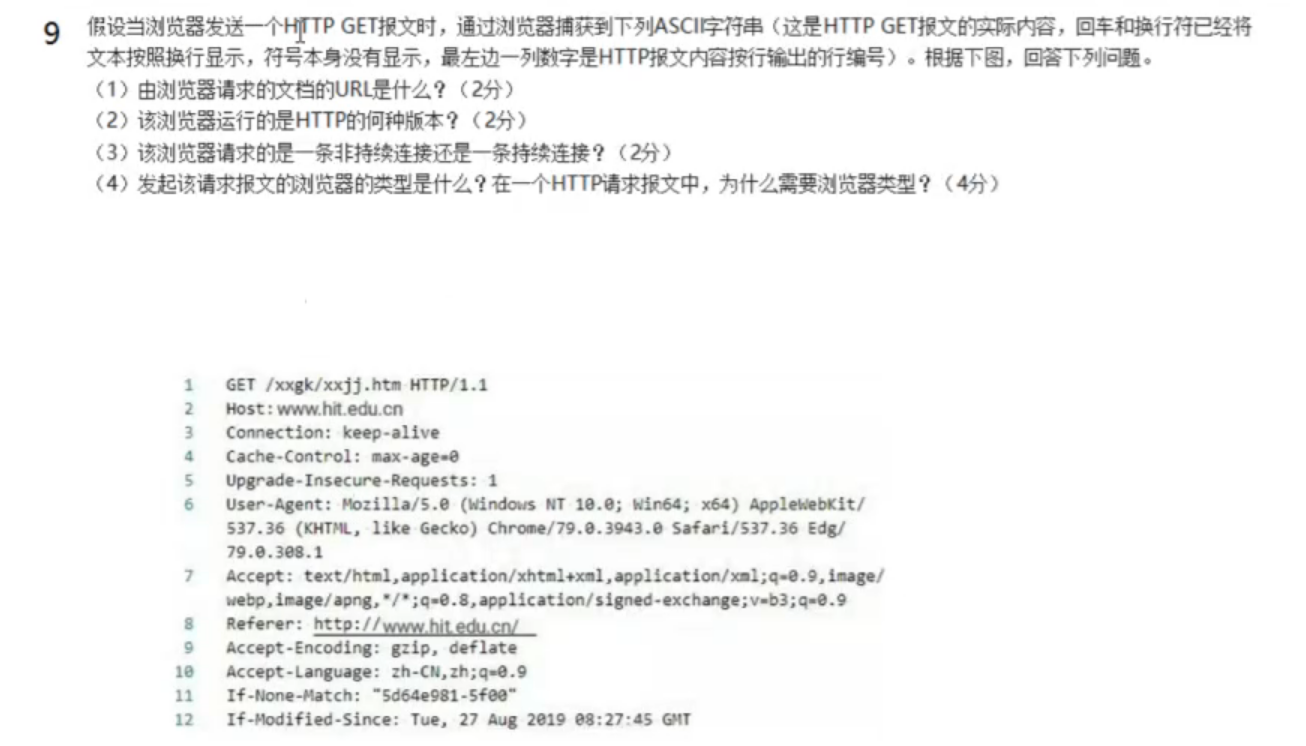 9 假设当浏览器发送一个HTTP GET报文时，通过浏览器捕获到下列ASCII字符串（这是HTTP GET报文的实际内容，回车和换行符已经将
文本按照换行显示，符号本身没有显示，最左边一列数字是HTTP报文内容按行输出的行编号）。根据下图，回答下列问题。
（1）由浏览器请求的文档的URL是什么？（2分）
（2）该浏览器运行的是HTTP的何种版本？（2分）
（3）该浏览器请求的是一条非持续连接还是一条持续连接？（2分）
（4）发起该请求报文的浏览器的类型是什么？在一个HTTP请求报文中，为什么需要浏览器类型？（4分）
1 GET /xxgk/xxjj.htm HTTP/1.1
2 Host:www.hit.edu.cn
3 Connection: keep-alive
4 Cache-Control: max-age=0
5 Upgrade-Insecure-Requests: 1
6 User-Agent: Mozilla/5.0 (Windows NT 10.0; Win64; x64) AppleWebKit/
537.36 (KHTML, like Gecko) Chrome/79.0.3943.0 Safari/537.36 Edg/
79.0.308.1
7 Accept: text/html,application/xhtml+xml,application/xml;q=0.9,image/
webp,image/apng,*/*;q=0.8,application/signed-exchange;v=b3;q=0.9
8 Referer: http://www.hit.edu.cn/
9 Accept-Encoding: gzip, deflate
10 Accept-Language: zh-CN,zh;q=0.9
11 If-None-Match: "5d64e981-5f00"
12 If-Modified-Since: Tue, 27 Aug 2019 08:27:45 GMT